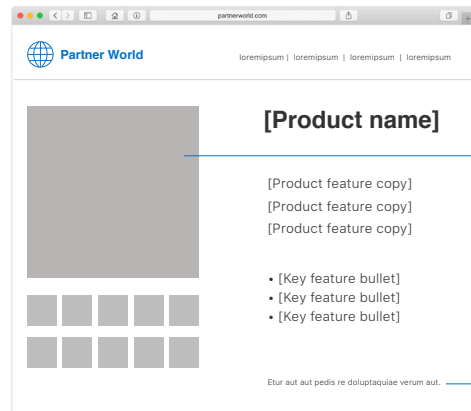 partnerworld.com
Partner World
loremipsum | loremipsum | loremipsum | loremipsum
[Product name]
[Product feature copy]
[Product feature copy]
[Product feature copy]
• [Key feature bullet]
• [Key feature bullet]
• [Key feature bullet]
Etur aut aut pedis re doluptaquiae verum aut.